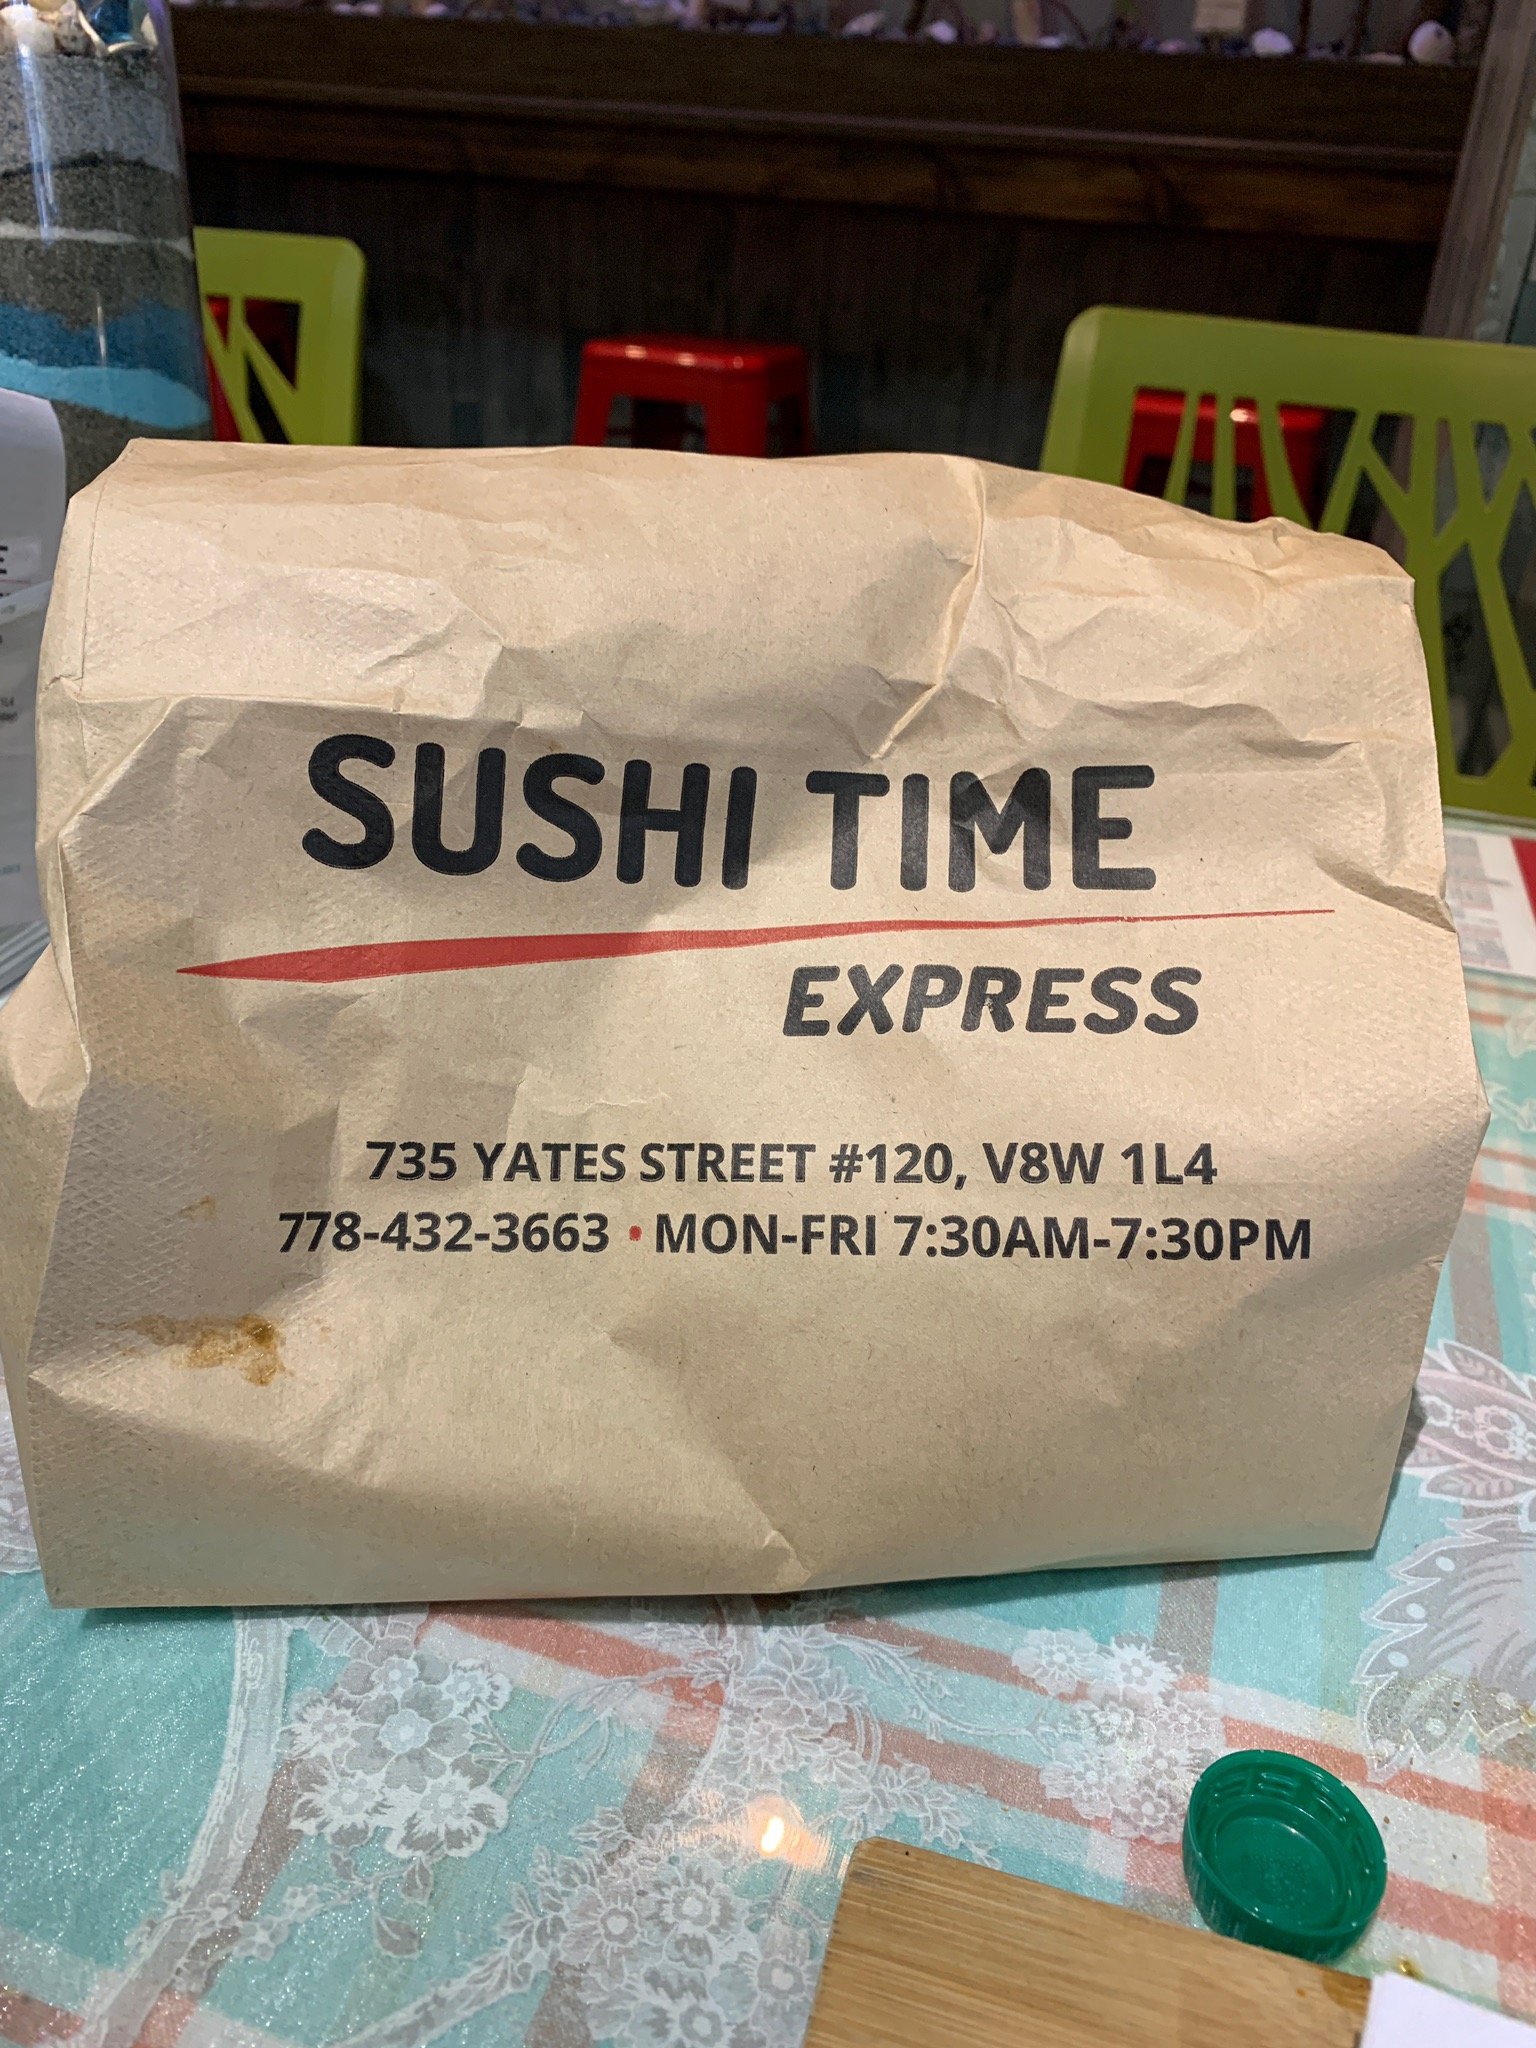 SUSHI TIME
EXPRESS
735 YATES STREET #120, V8W 1L4
778-432-3663 • MON-FRI 7:30AM-7:30PM